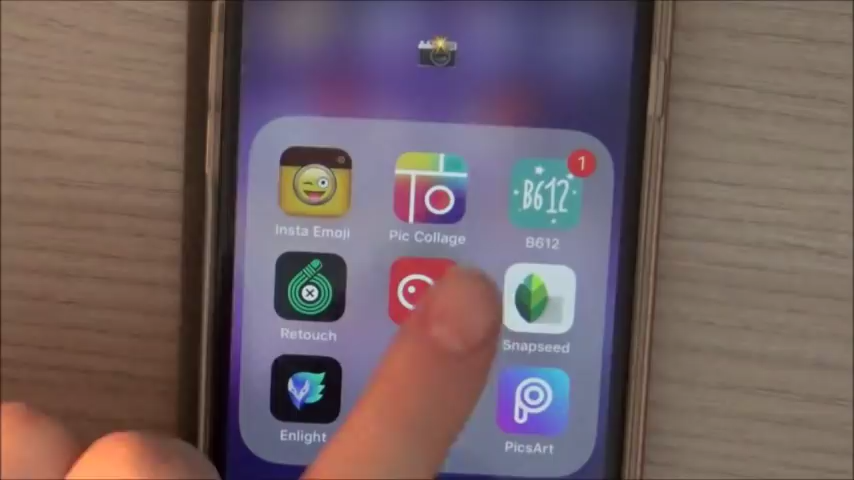 1
B612
Insta Emoji
Pic Collage
B612
Retouch
Snapseed
Enlight
PicsArt